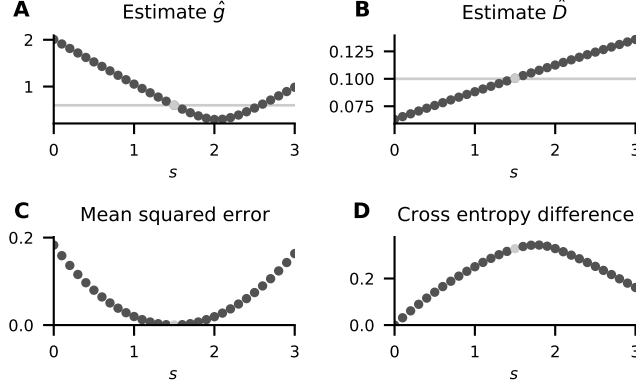 A Estimate ĝ
2
1
0 1 2 3
s
B Estimate D̂
0.125
0.100
0.075
0 1 2 3
s
C Mean squared error
0.2
0.0
0 1 2 3
s
D Cross entropy difference
0.2
0.0
0 1 2 3
s